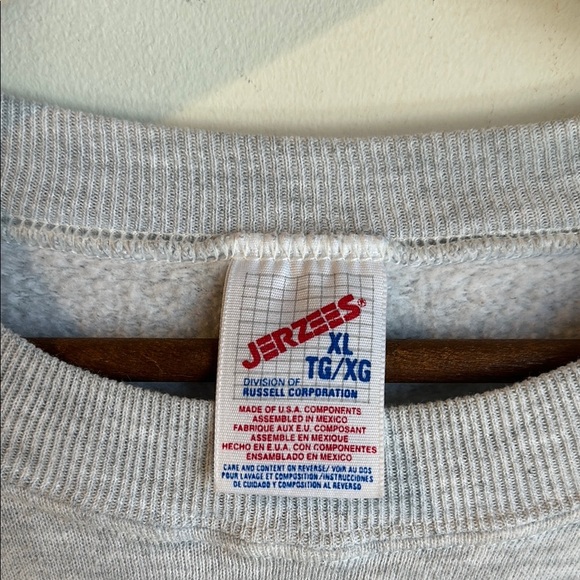 JERZEES®
XL
TG/XG
DIVISION OF
RUSSELL CORPORATION
MADE OF U.S.A. COMPONENTS
ASSEMBLED IN MEXICO
FABRIQUE AUX E.U. COMPOSANT
ASSEMBLE EN MEXIQUE
HECHO EN E.U.A. CON COMPONENTES
ENSAMBLADO EN MEXICO
CARE AND CONTENT ON REVERSE/ VOIR AU DOS
POUR LAVAGE ET COMPOSITION/INSTRUCCIONES
DE CUIDADO Y COMPOSITION AL REVERSO